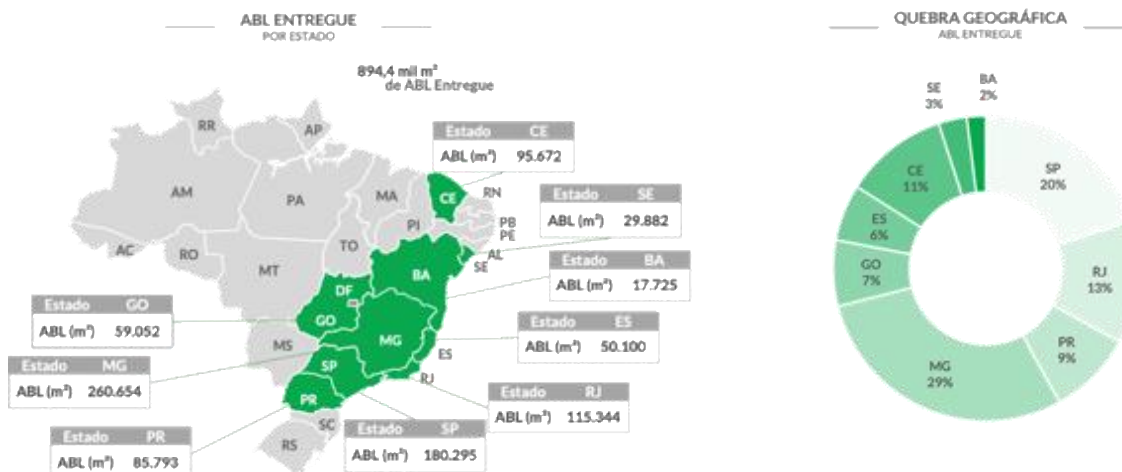 ABL ENTREGUE
POR ESTADO
894,4 mil m²
de ABL Entregue
RR
AP
AM
PA
MA
RN
PB
PE
PI
AL
SE
AC
RO
TO
MT
BA
DF
GO
MG
MS
ES
SP
RJ
PR
SC
RS
CE
Estado CE
ABL (m²) 95.672
Estado SE
ABL (m²) 29.882
Estado BA
ABL (m²) 17.725
Estado GO
ABL (m²) 59.052
Estado ES
ABL (m²) 50.100
Estado MG
ABL (m²) 260.654
Estado RJ
ABL (m²) 115.344
Estado PR
ABL (m²) 85.793
Estado SP
ABL (m²) 180.295
QUEBRA GEOGRÁFICA
ABL ENTREGUE
BA
2%
SE
3%
CE
11%
SP
20%
ES
6%
GO
7%
RJ
13%
PR
9%
MG
29%